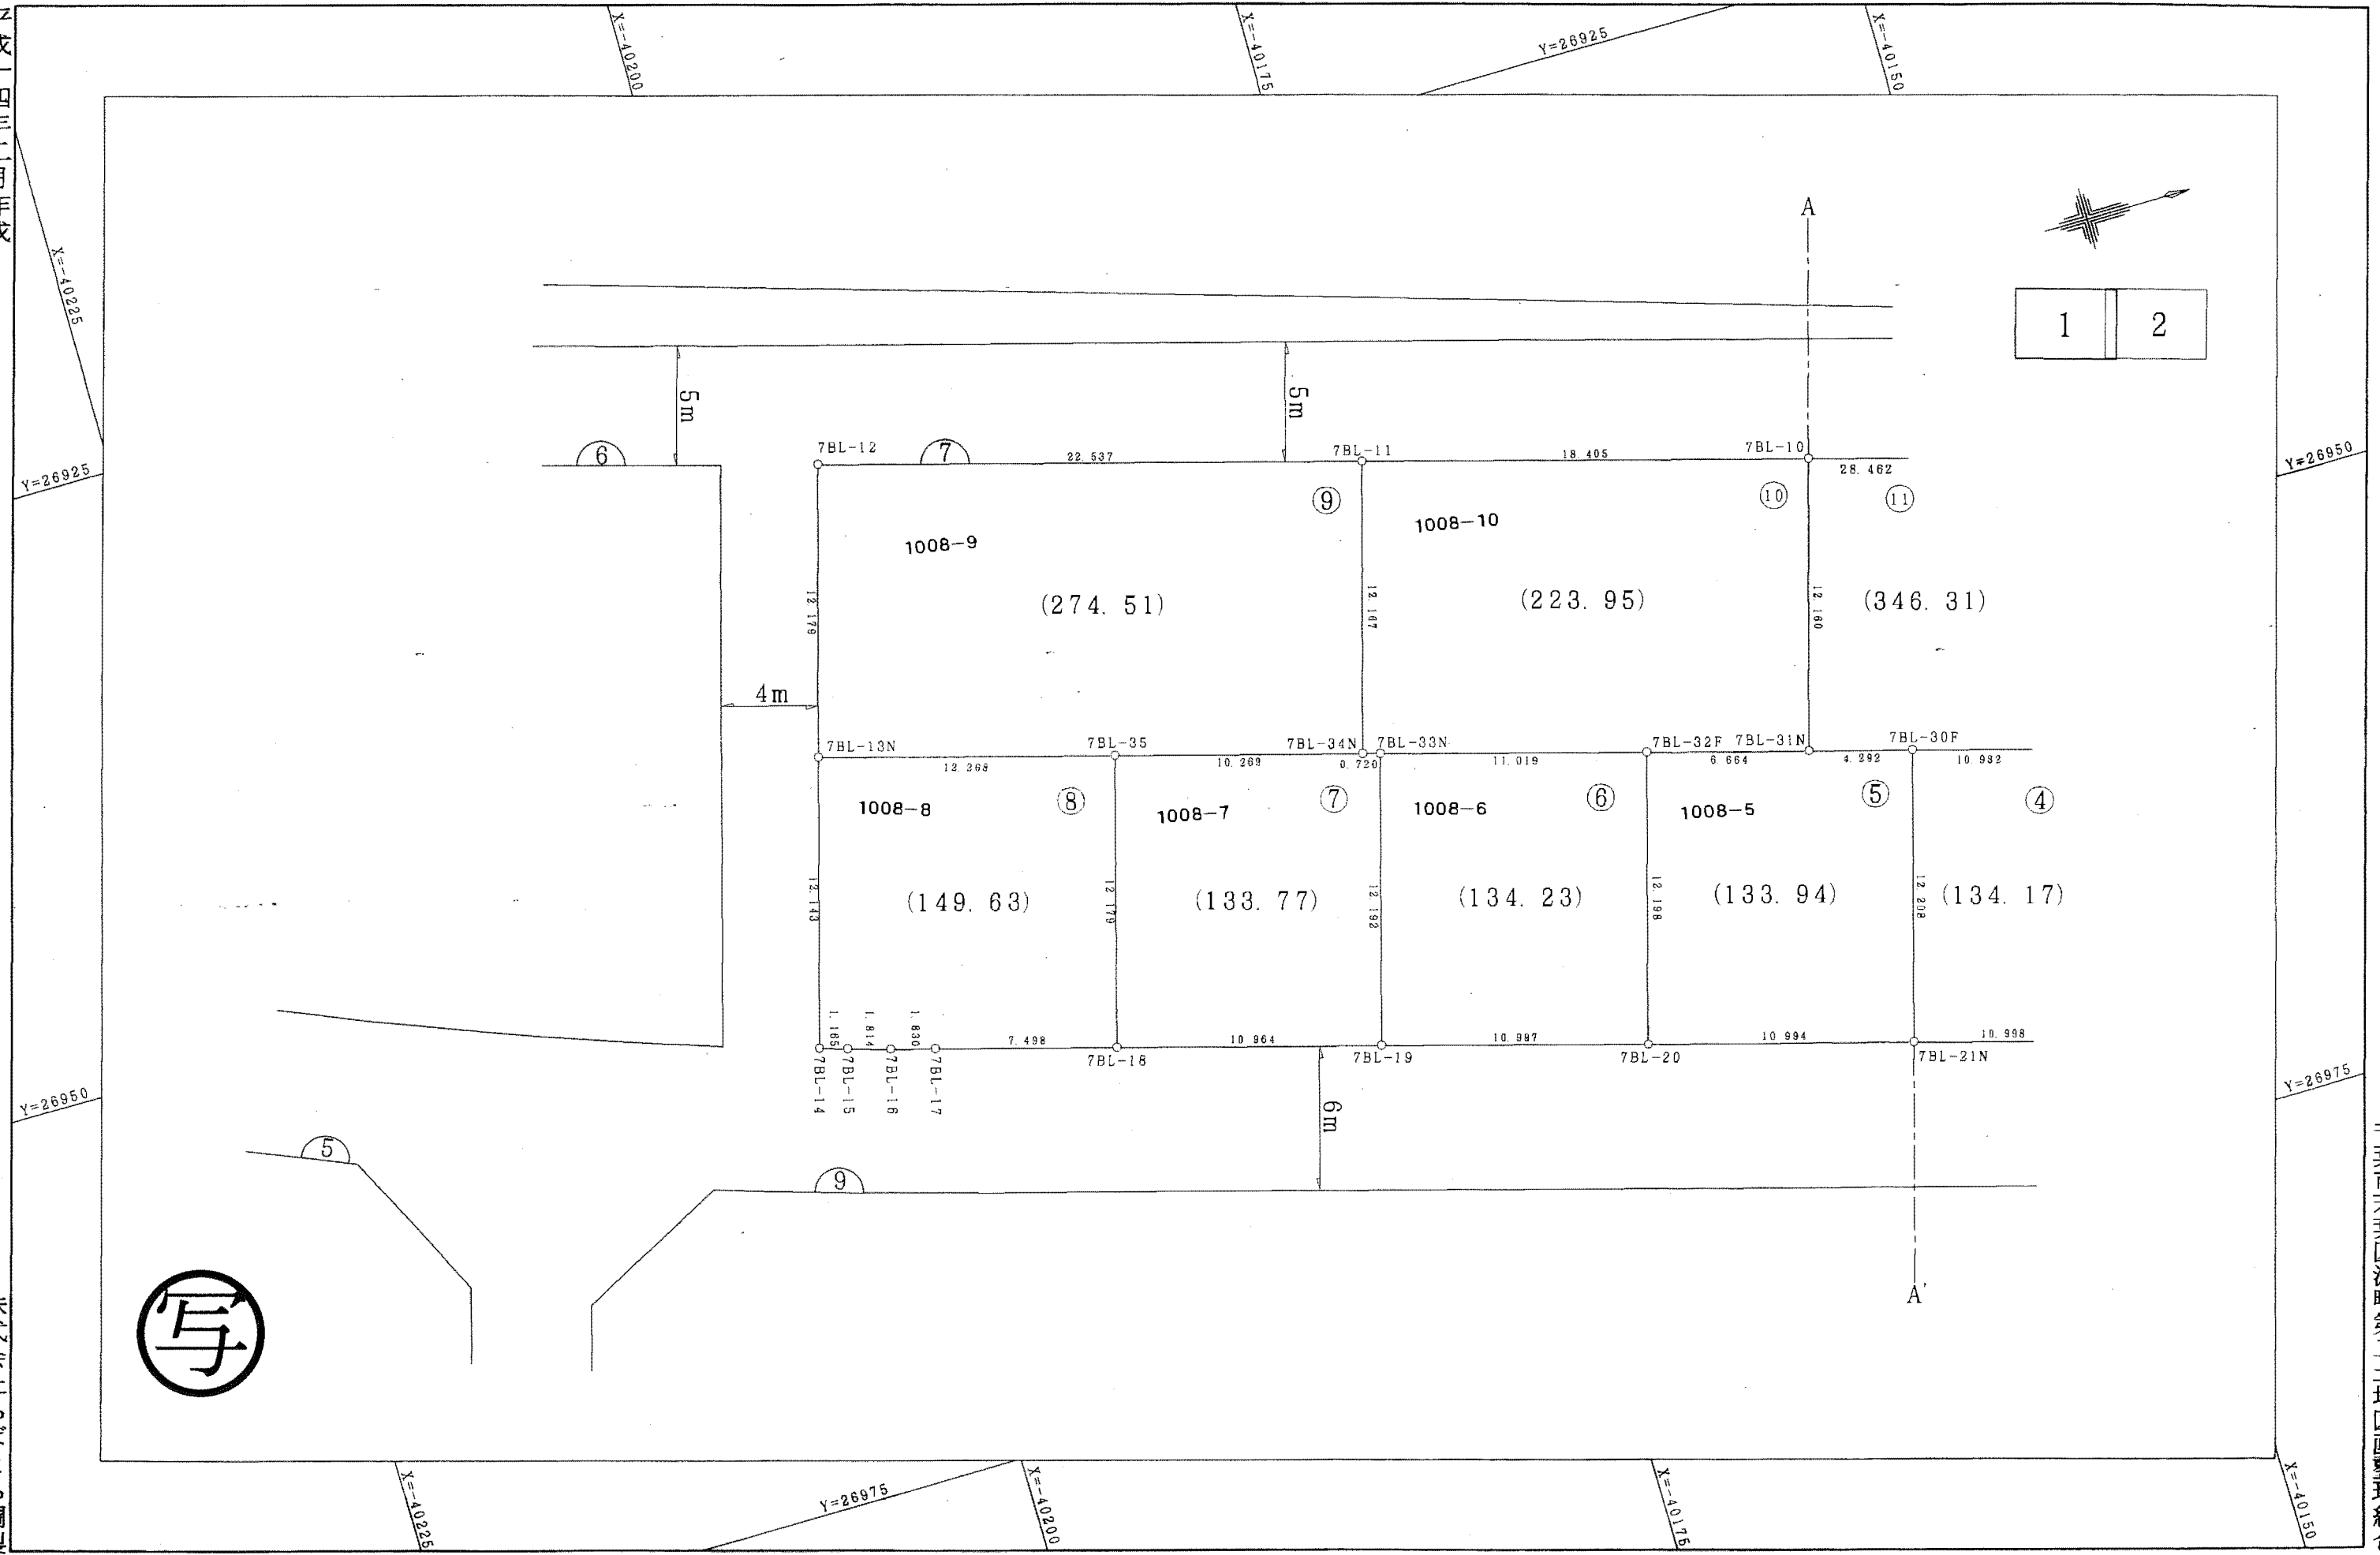 X=-40200
X=-40175
Y=26925
X=-40150
X=-40225
A
1 2
5m
5m
6
7BL-12
7
22.537
7BL-11
18.405
7BL-10
28.462
Y=26925
Y=26950
9
10
11
1008-9
1008-10
12.179
(274. 51)
12.167
(223. 95)
12.160
(346. 31)
4m
7BL-13N
7BL-35
7BL-34N
7BL-33N
7BL-32F
7BL-31N
7BL-30F
12.268
10.269
0.720
11.019
6.664
4.292
10.982
1008-8
8
1008-7
7
1008-6
6
1008-5
5
4
12.143
(149. 63)
12.179
(133. 77)
12.192
(134. 23)
12.198
(133. 94)
12.208
(134. 17)
1.165
1.814
1.830
7.498
10.964
10.987
10.994
10.998
7BL-14
7BL-15
7BL-16
7BL-17
7BL-18
7BL-19
7BL-20
7BL-21N
Y=26950
Y=26975
6m
5
9
A'
写
X=-40225
Y=26975
X=-40200
X=-40175
X=-40150